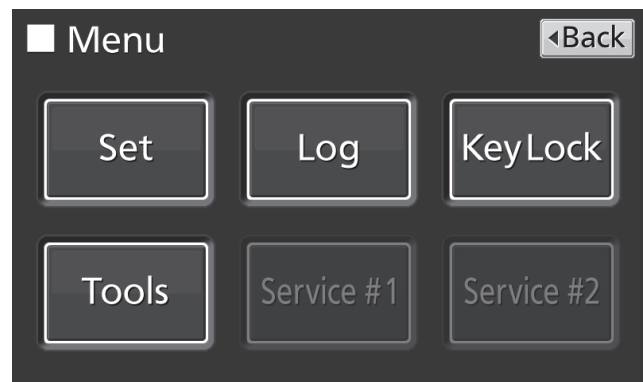 Menu
◂Back
Set
Log
KeyLock
Tools
Service #1
Service #2